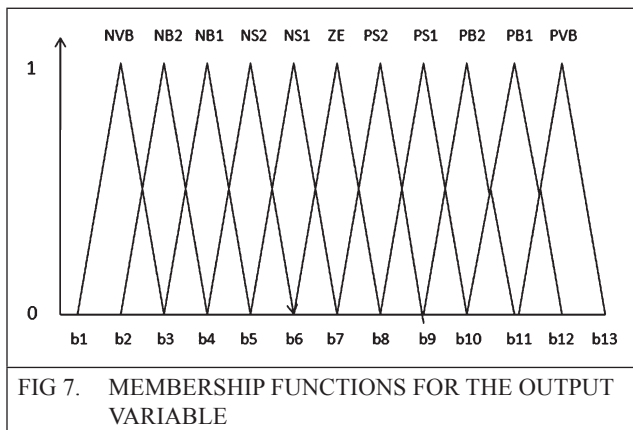 NVB NB2 NB1 NS2 NS1 ZE PS2 PS1 PB2 PB1 PVB
1
0
b1 b2 b3 b4 b5 b6 b7 b8 b9 b10 b11 b12 b13
FIG 7. MEMBERSHIP FUNCTIONS FOR THE OUTPUT
VARIABLE